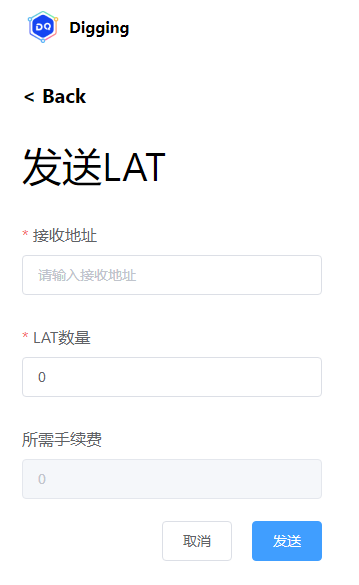 DQ
Digging
< Back
发送LAT
* 接收地址
请输入接收地址
* LAT数量
0
所需手续费
0
取消 发送